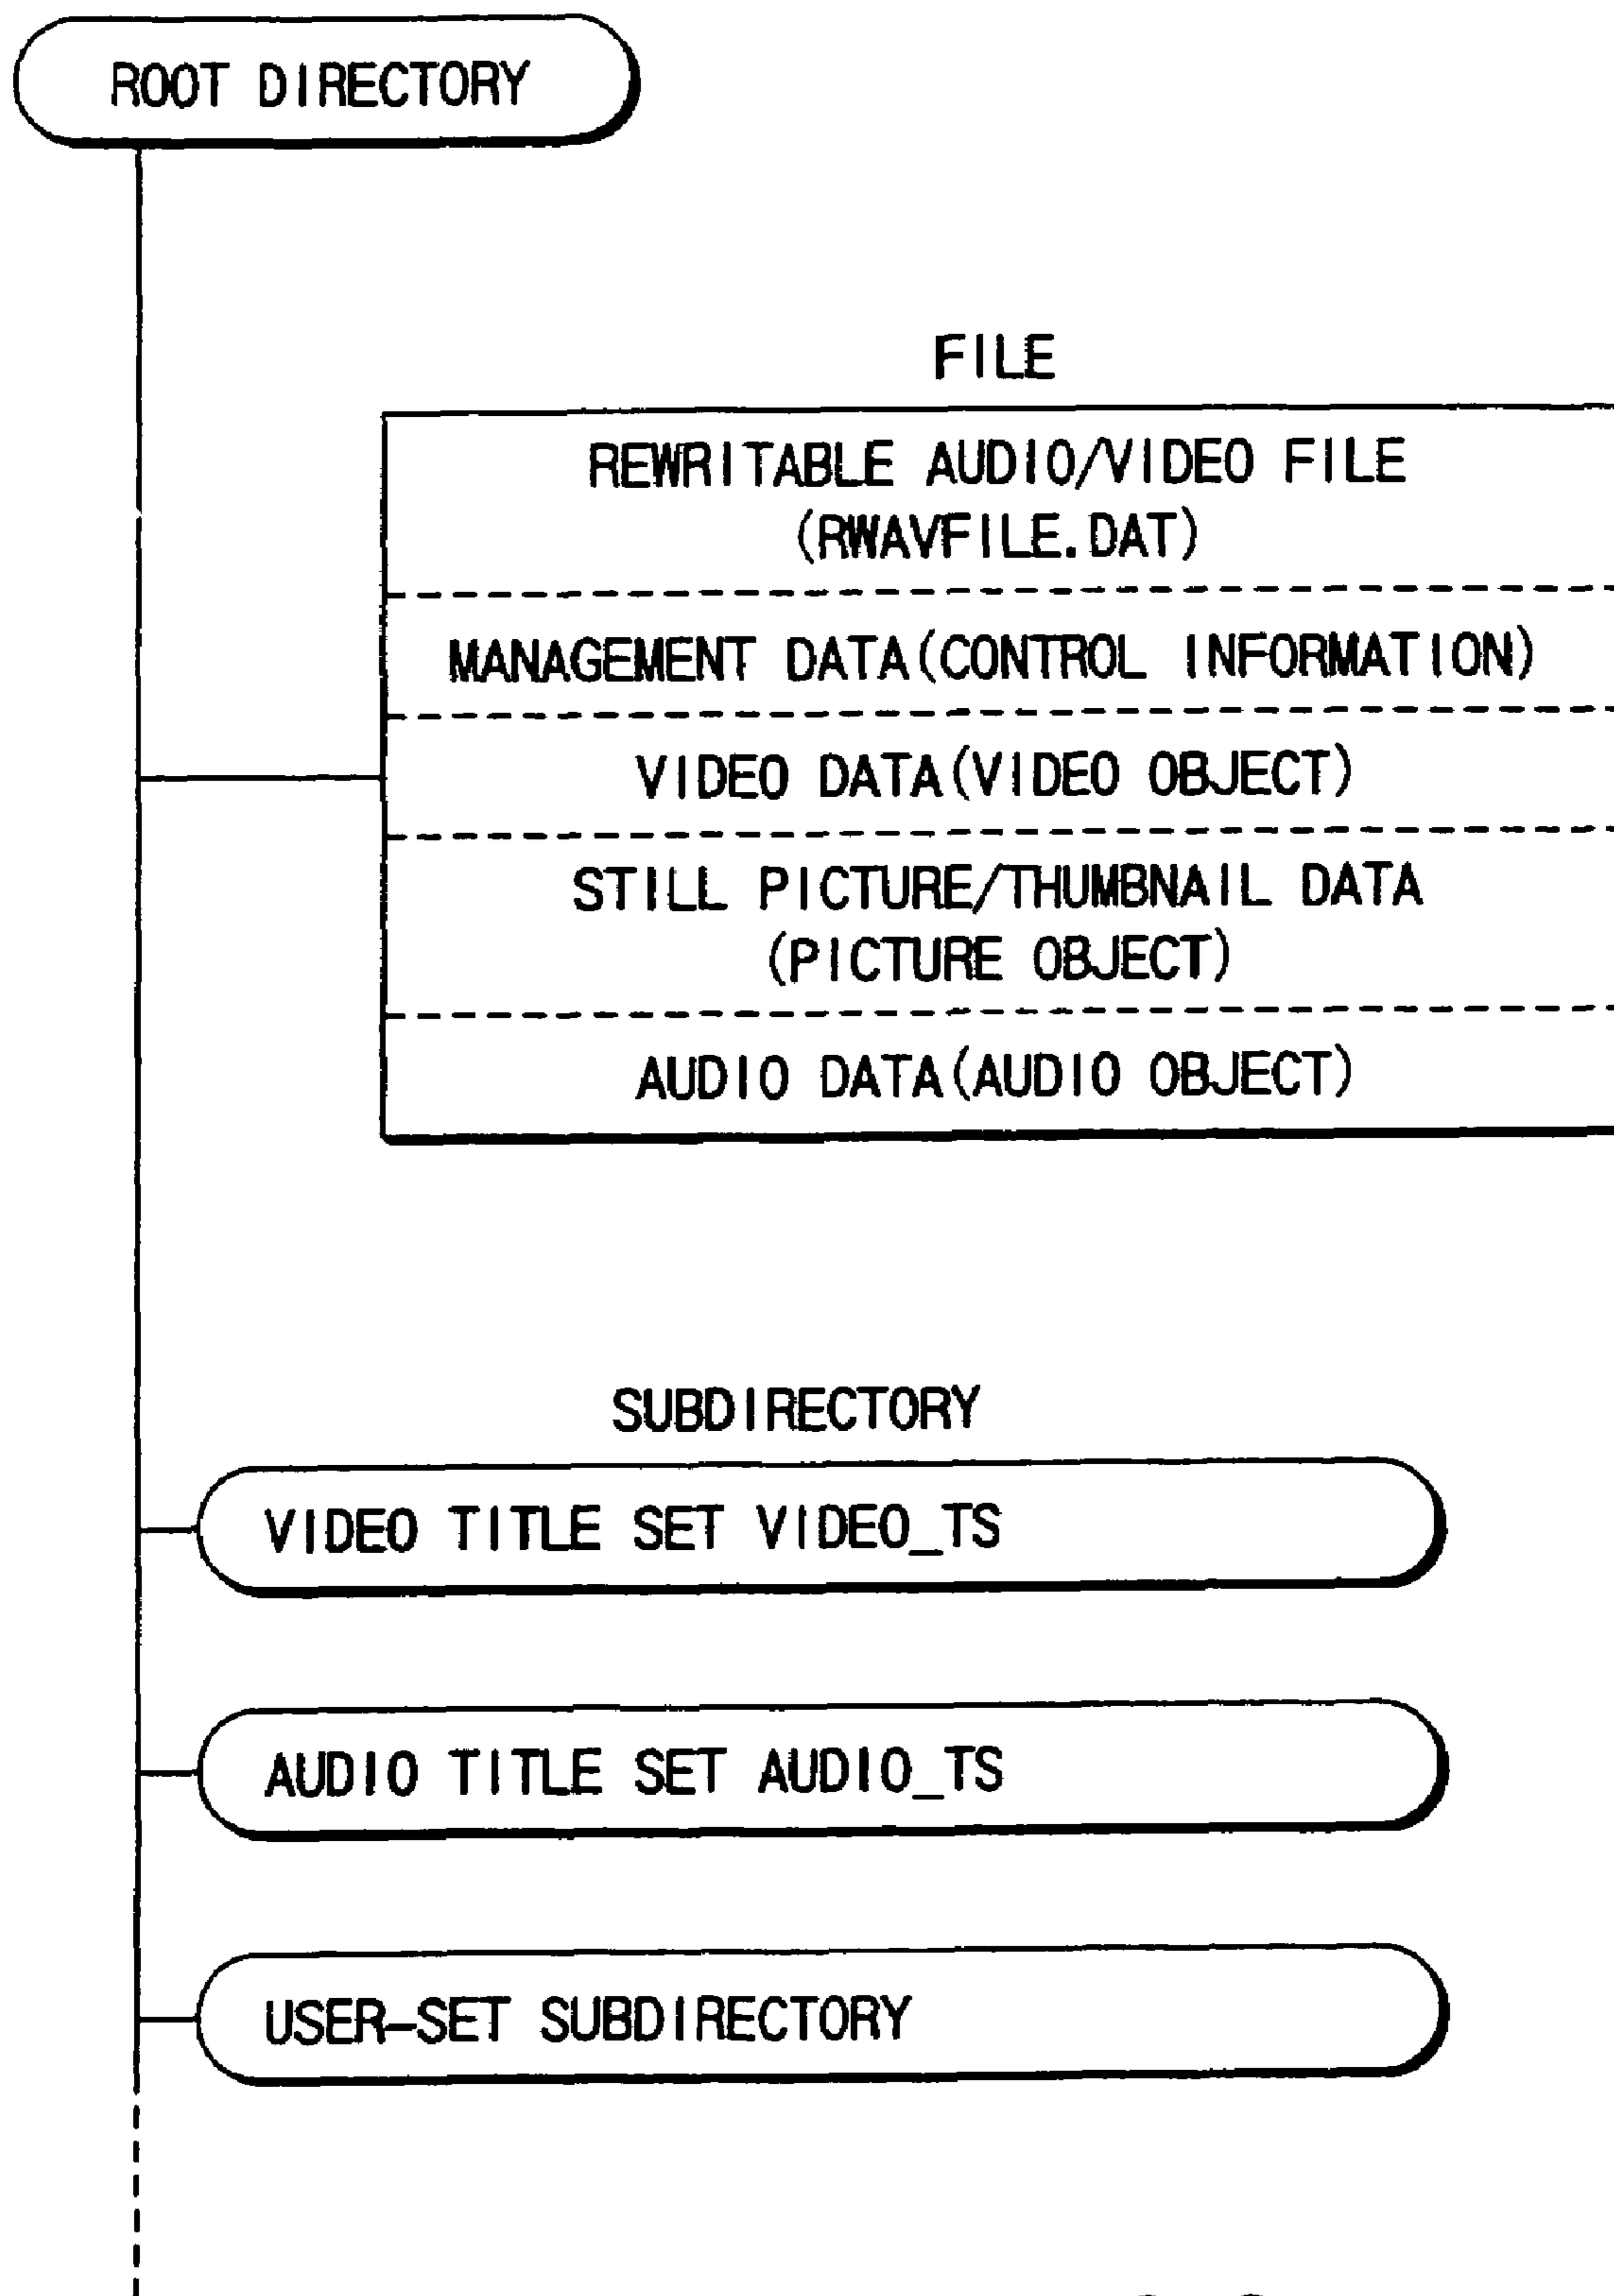 ROOT DIRECTORY
FILE
REWRITABLE AUDIO/VIDEO FILE
(RWAVFILE.DAT)
MANAGEMENT DATA(CONTROL INFORMATION)
VIDEO DATA(VIDEO OBJECT)
STILL PICTURE/THUMBNAIL DATA
(PICTURE OBJECT)
AUDIO DATA(AUDIO OBJECT)
SUBDIRECTORY
VIDEO TITLE SET VIDEO_TS
AUDIO TITLE SET AUDIO_TS
USER-SET SUBDIRECTORY